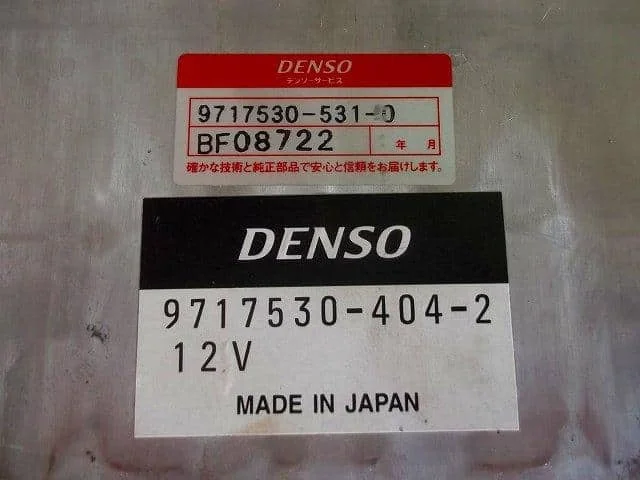 DENSO
デンソーサービス
9717530-531-0
BF08722 年 月
確かな技術と純正部品で安心と信頼をお届けします。
DENSO
9717530-404-2
12V
MADE IN JAPAN